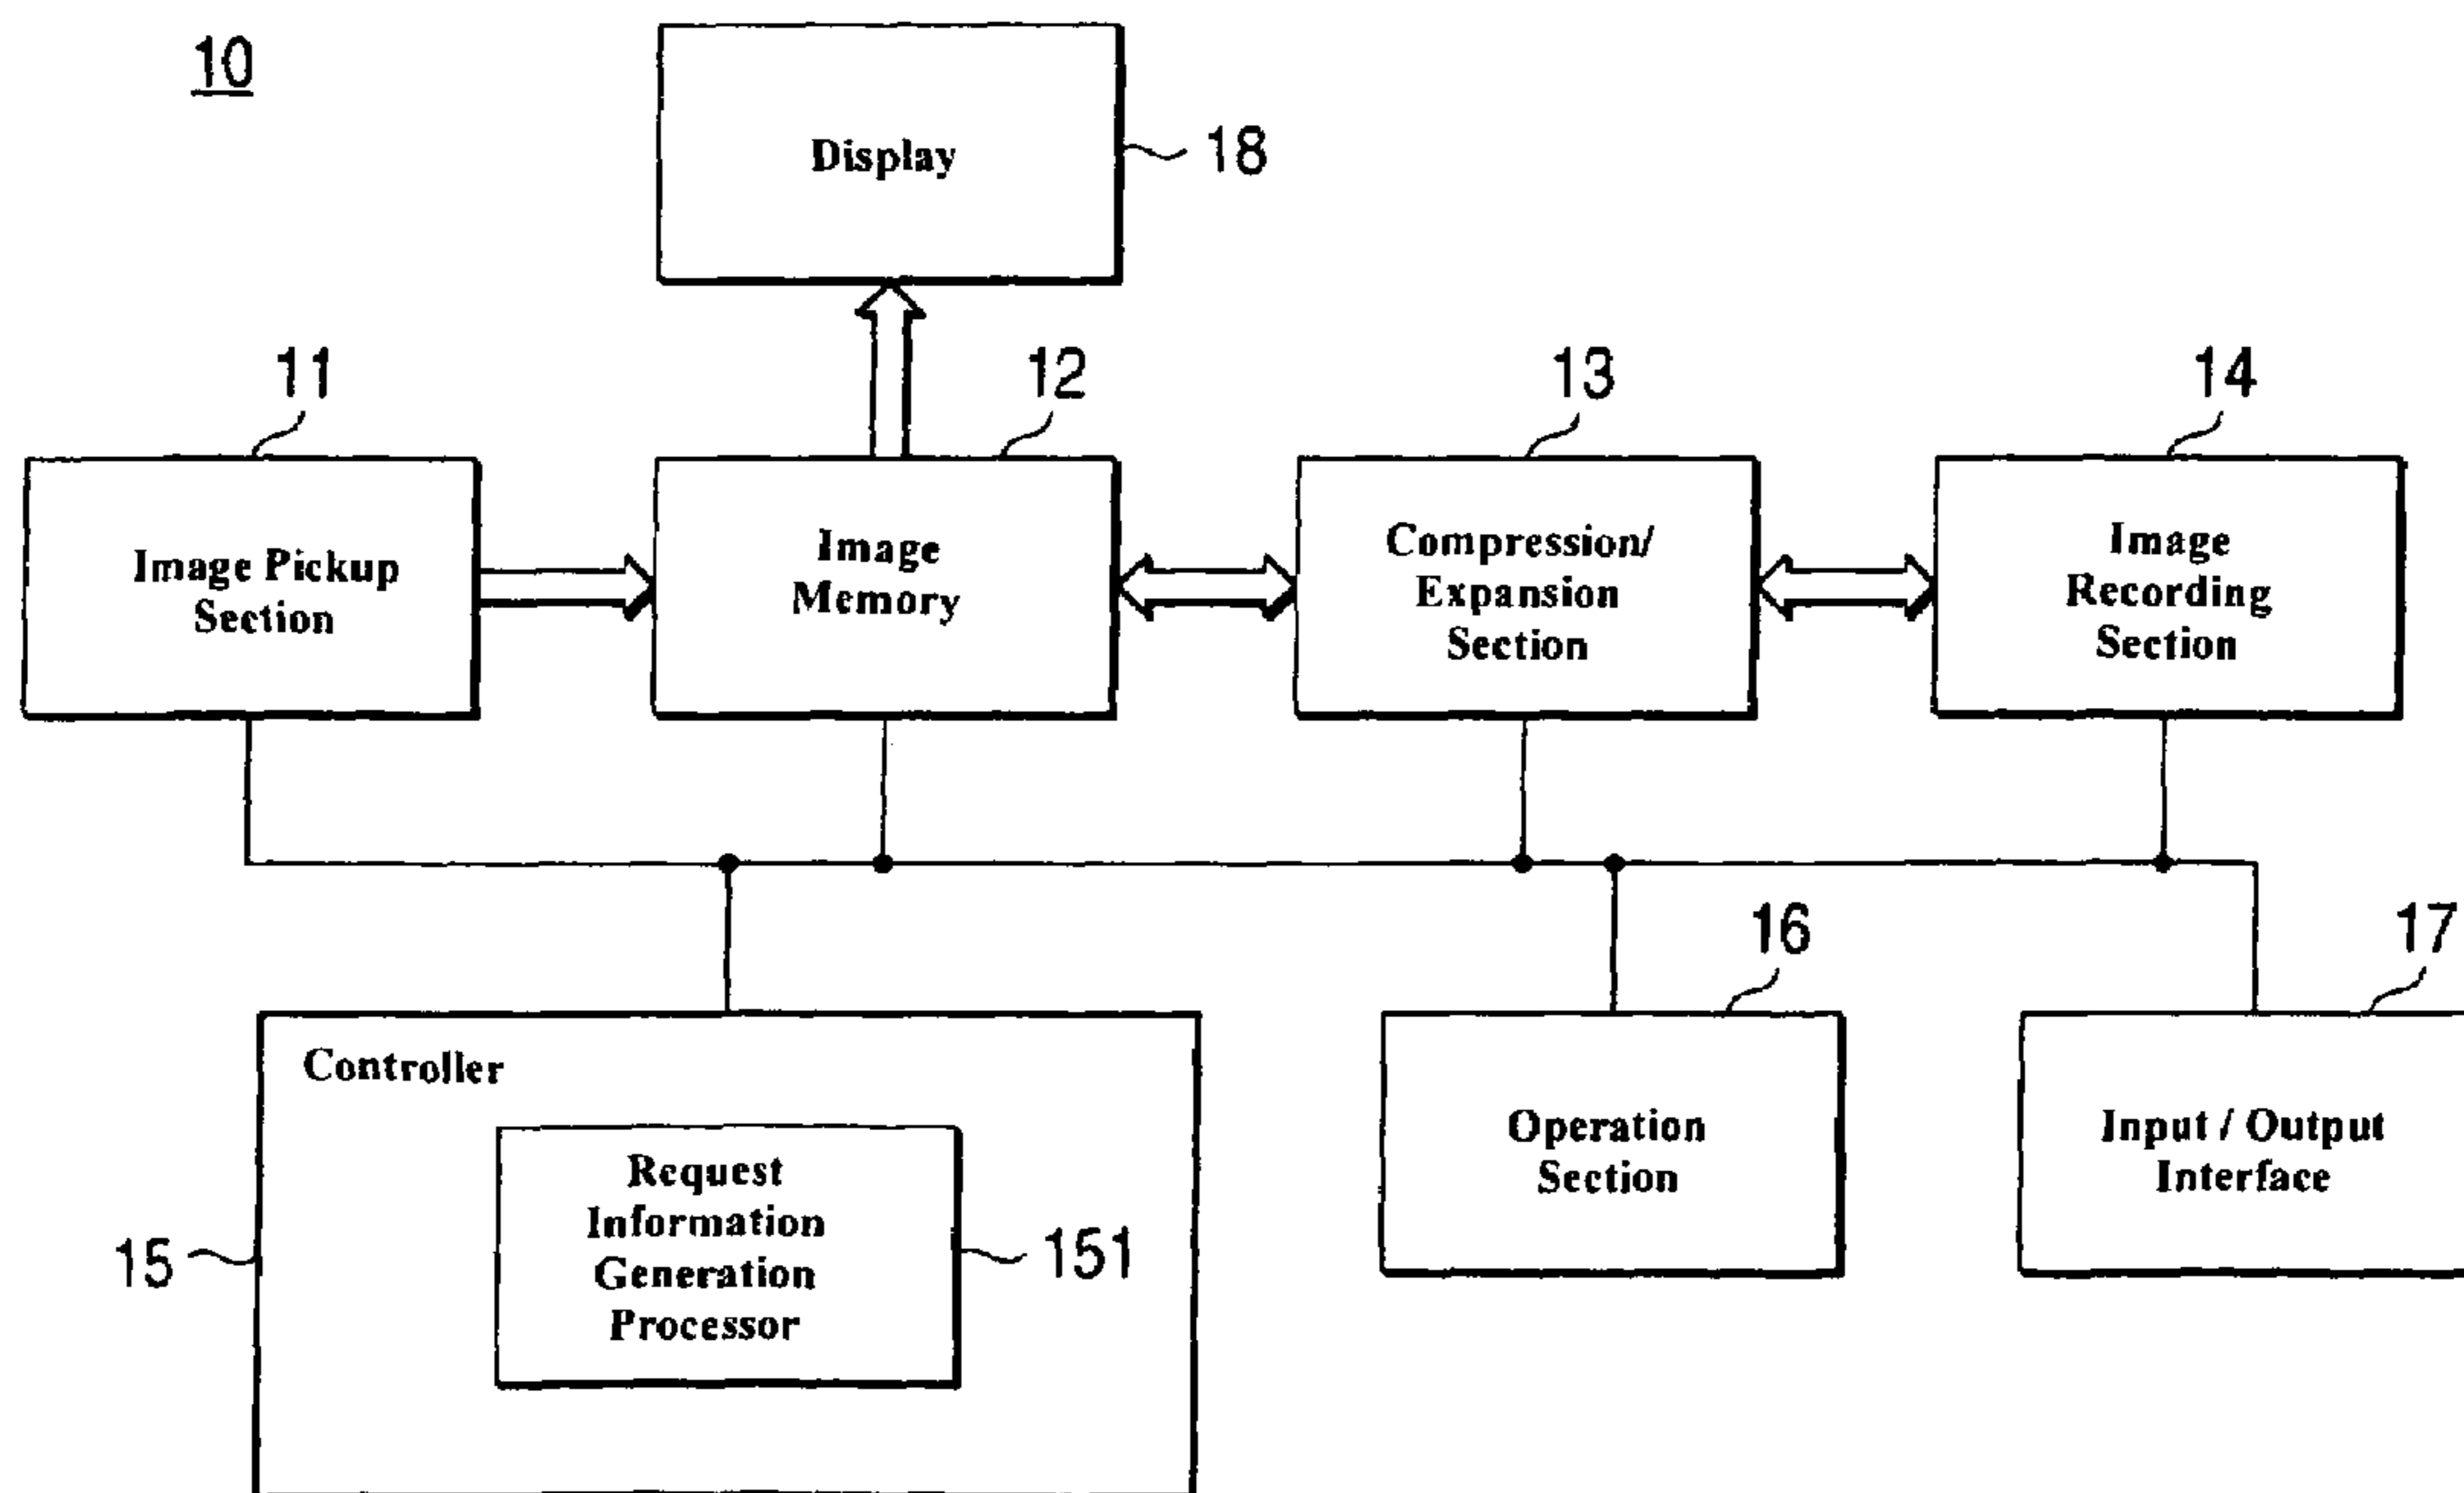 10
Display
18
11
12
13
14
Image Pickup
Section
Image
Memory
Compression/
Expansion
Section
Image
Recording
Section
16
17
Controller
Request
Information
Generation
Processor
15
151
Operation
Section
Input / Output
Interface